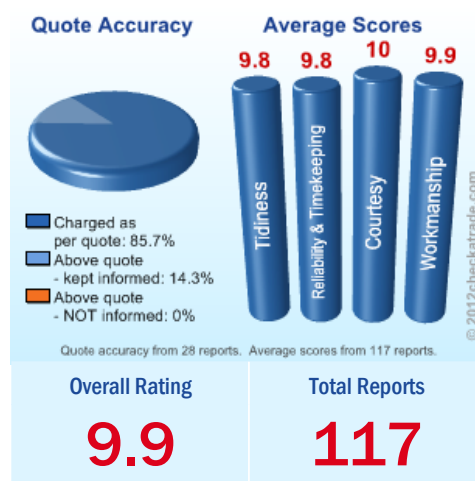 Quote Accuracy
Average Scores
9.8
9.8
10
9.9
Tidiness
Reliability & Timekeeping
Courtesy
Workmanship
Charged as
per quote: 85.7%
Above quote
- kept informed: 14.3%
Above quote
- NOT informed: 0%
© 2012checkatrade.com
Quote accuracy from 28 reports. Average scores from 117 reports.
Overall Rating
Total Reports
9.9
117